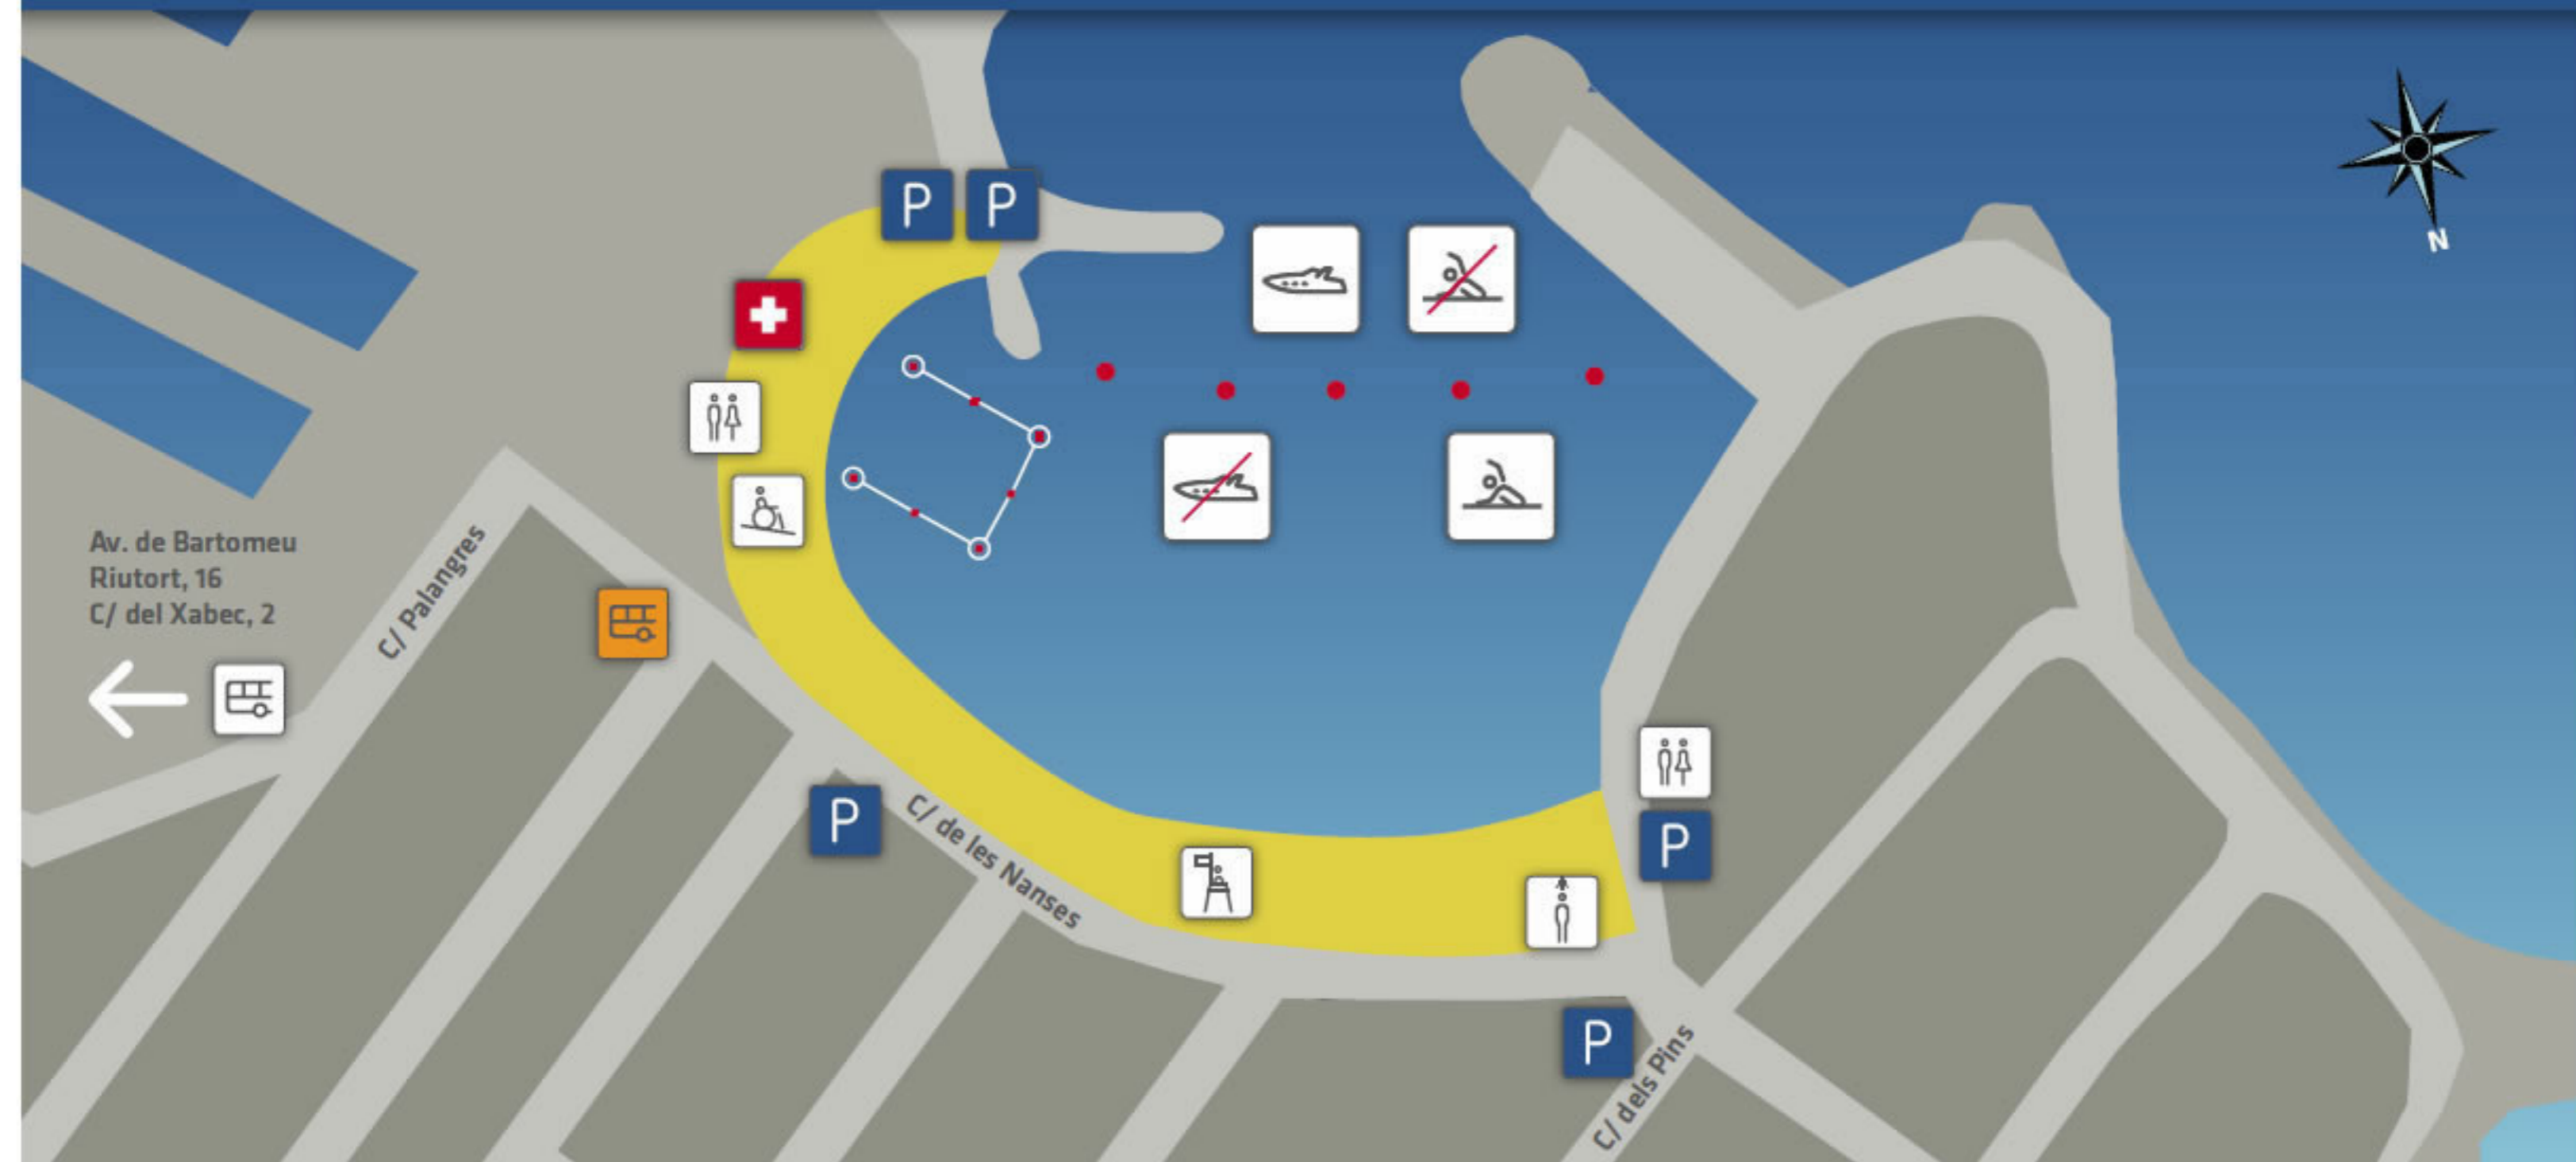 P P
N
Av. de Bartomeu
Riutort, 16
C/ del Xabec, 2
C/ Palangres
P
C/ de les Nanses
P
P
C/ dels Pins